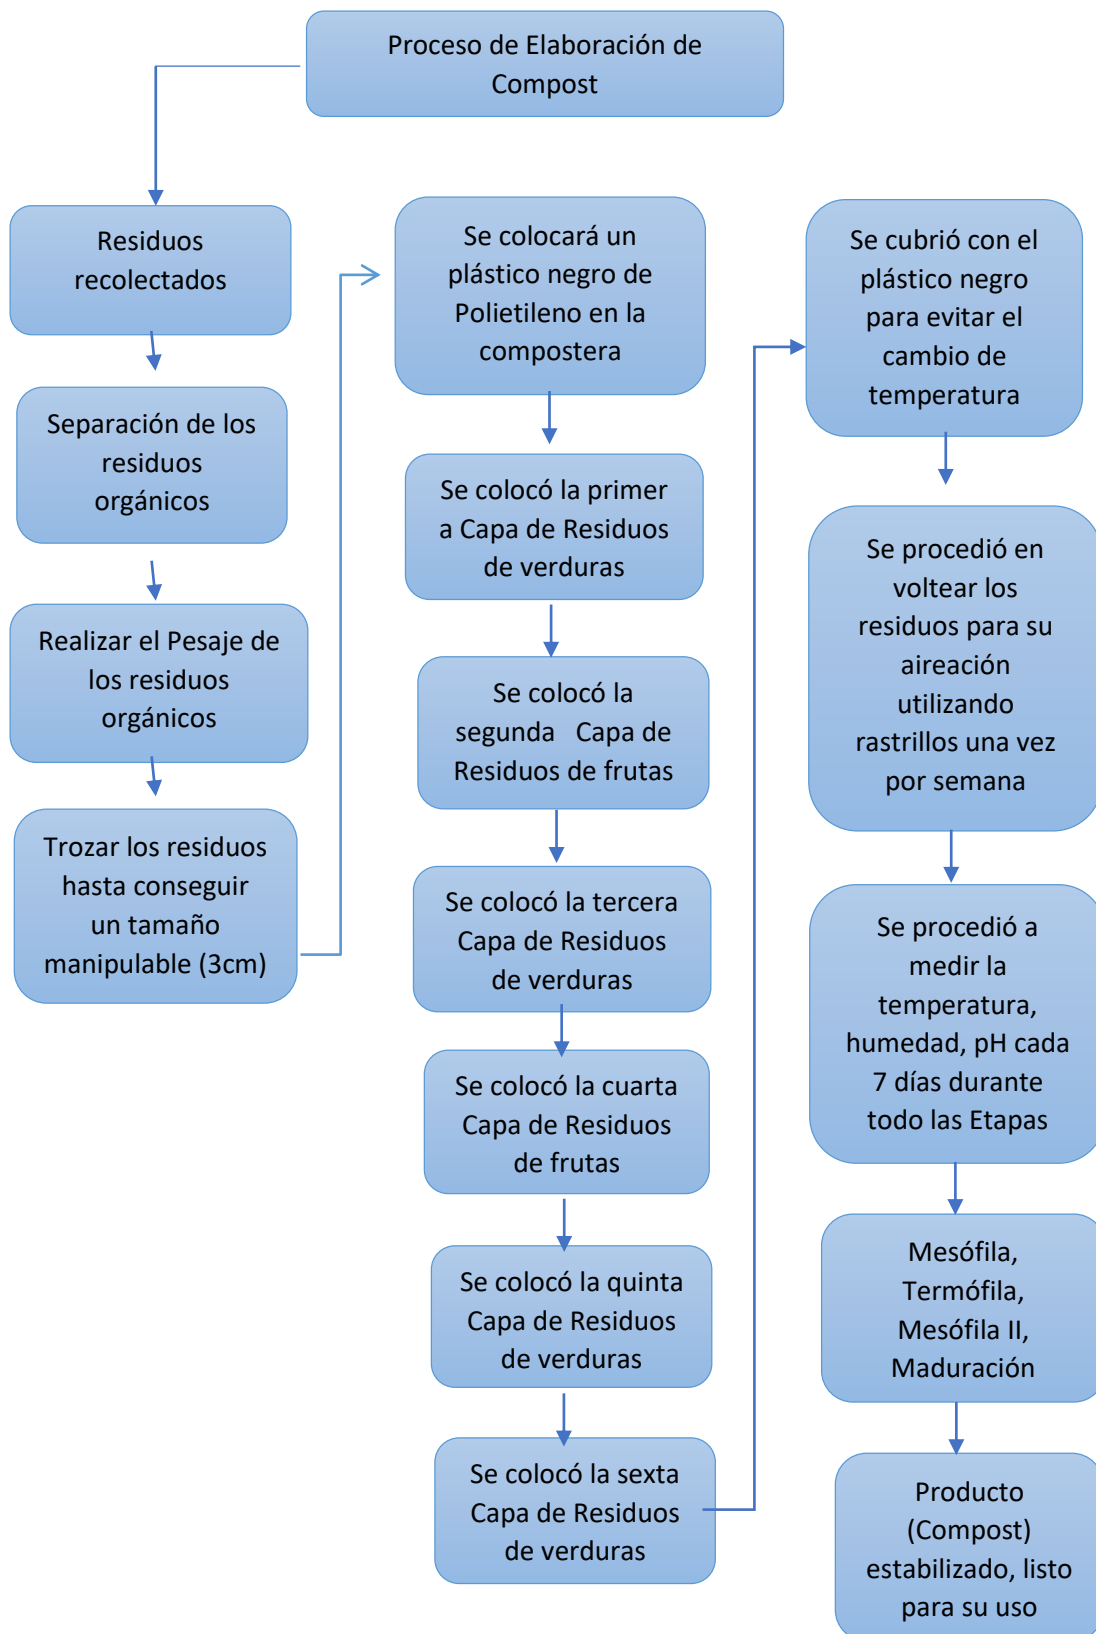 Proceso de Elaboración de
Compost
Residuos
recolectados
Separación de los
residuos
orgánicos
Realizar el Pesaje de
los residuos
orgánicos
Trozar los residuos
hasta conseguir
un tamaño
manipulable (3cm)
Se colocará un
plástico negro de
Polietileno en la
compostera
Se colocó la primer
a Capa de Residuos
de verduras
Se colocó la
segunda Capa de
Residuos de frutas
Se colocó la tercera
Capa de Residuos
de verduras
Se colocó la cuarta
Capa de Residuos
de frutas
Se colocó la quinta
Capa de Residuos
de verduras
Se colocó la sexta
Capa de Residuos
de verduras
Se cubrió con el
plástico negro
para evitar el
cambio de
temperatura
Se procedió en
voltear los
residuos para su
aireación
utilizando
rastrillos una vez
por semana
Se procedió a
medir la
temperatura,
humedad, pH cada
7 días durante
todo las Etapas
Mesófila,
Termófila,
Mesófila II,
Maduración
Producto
(Compost)
estabilizado, listo
para su uso